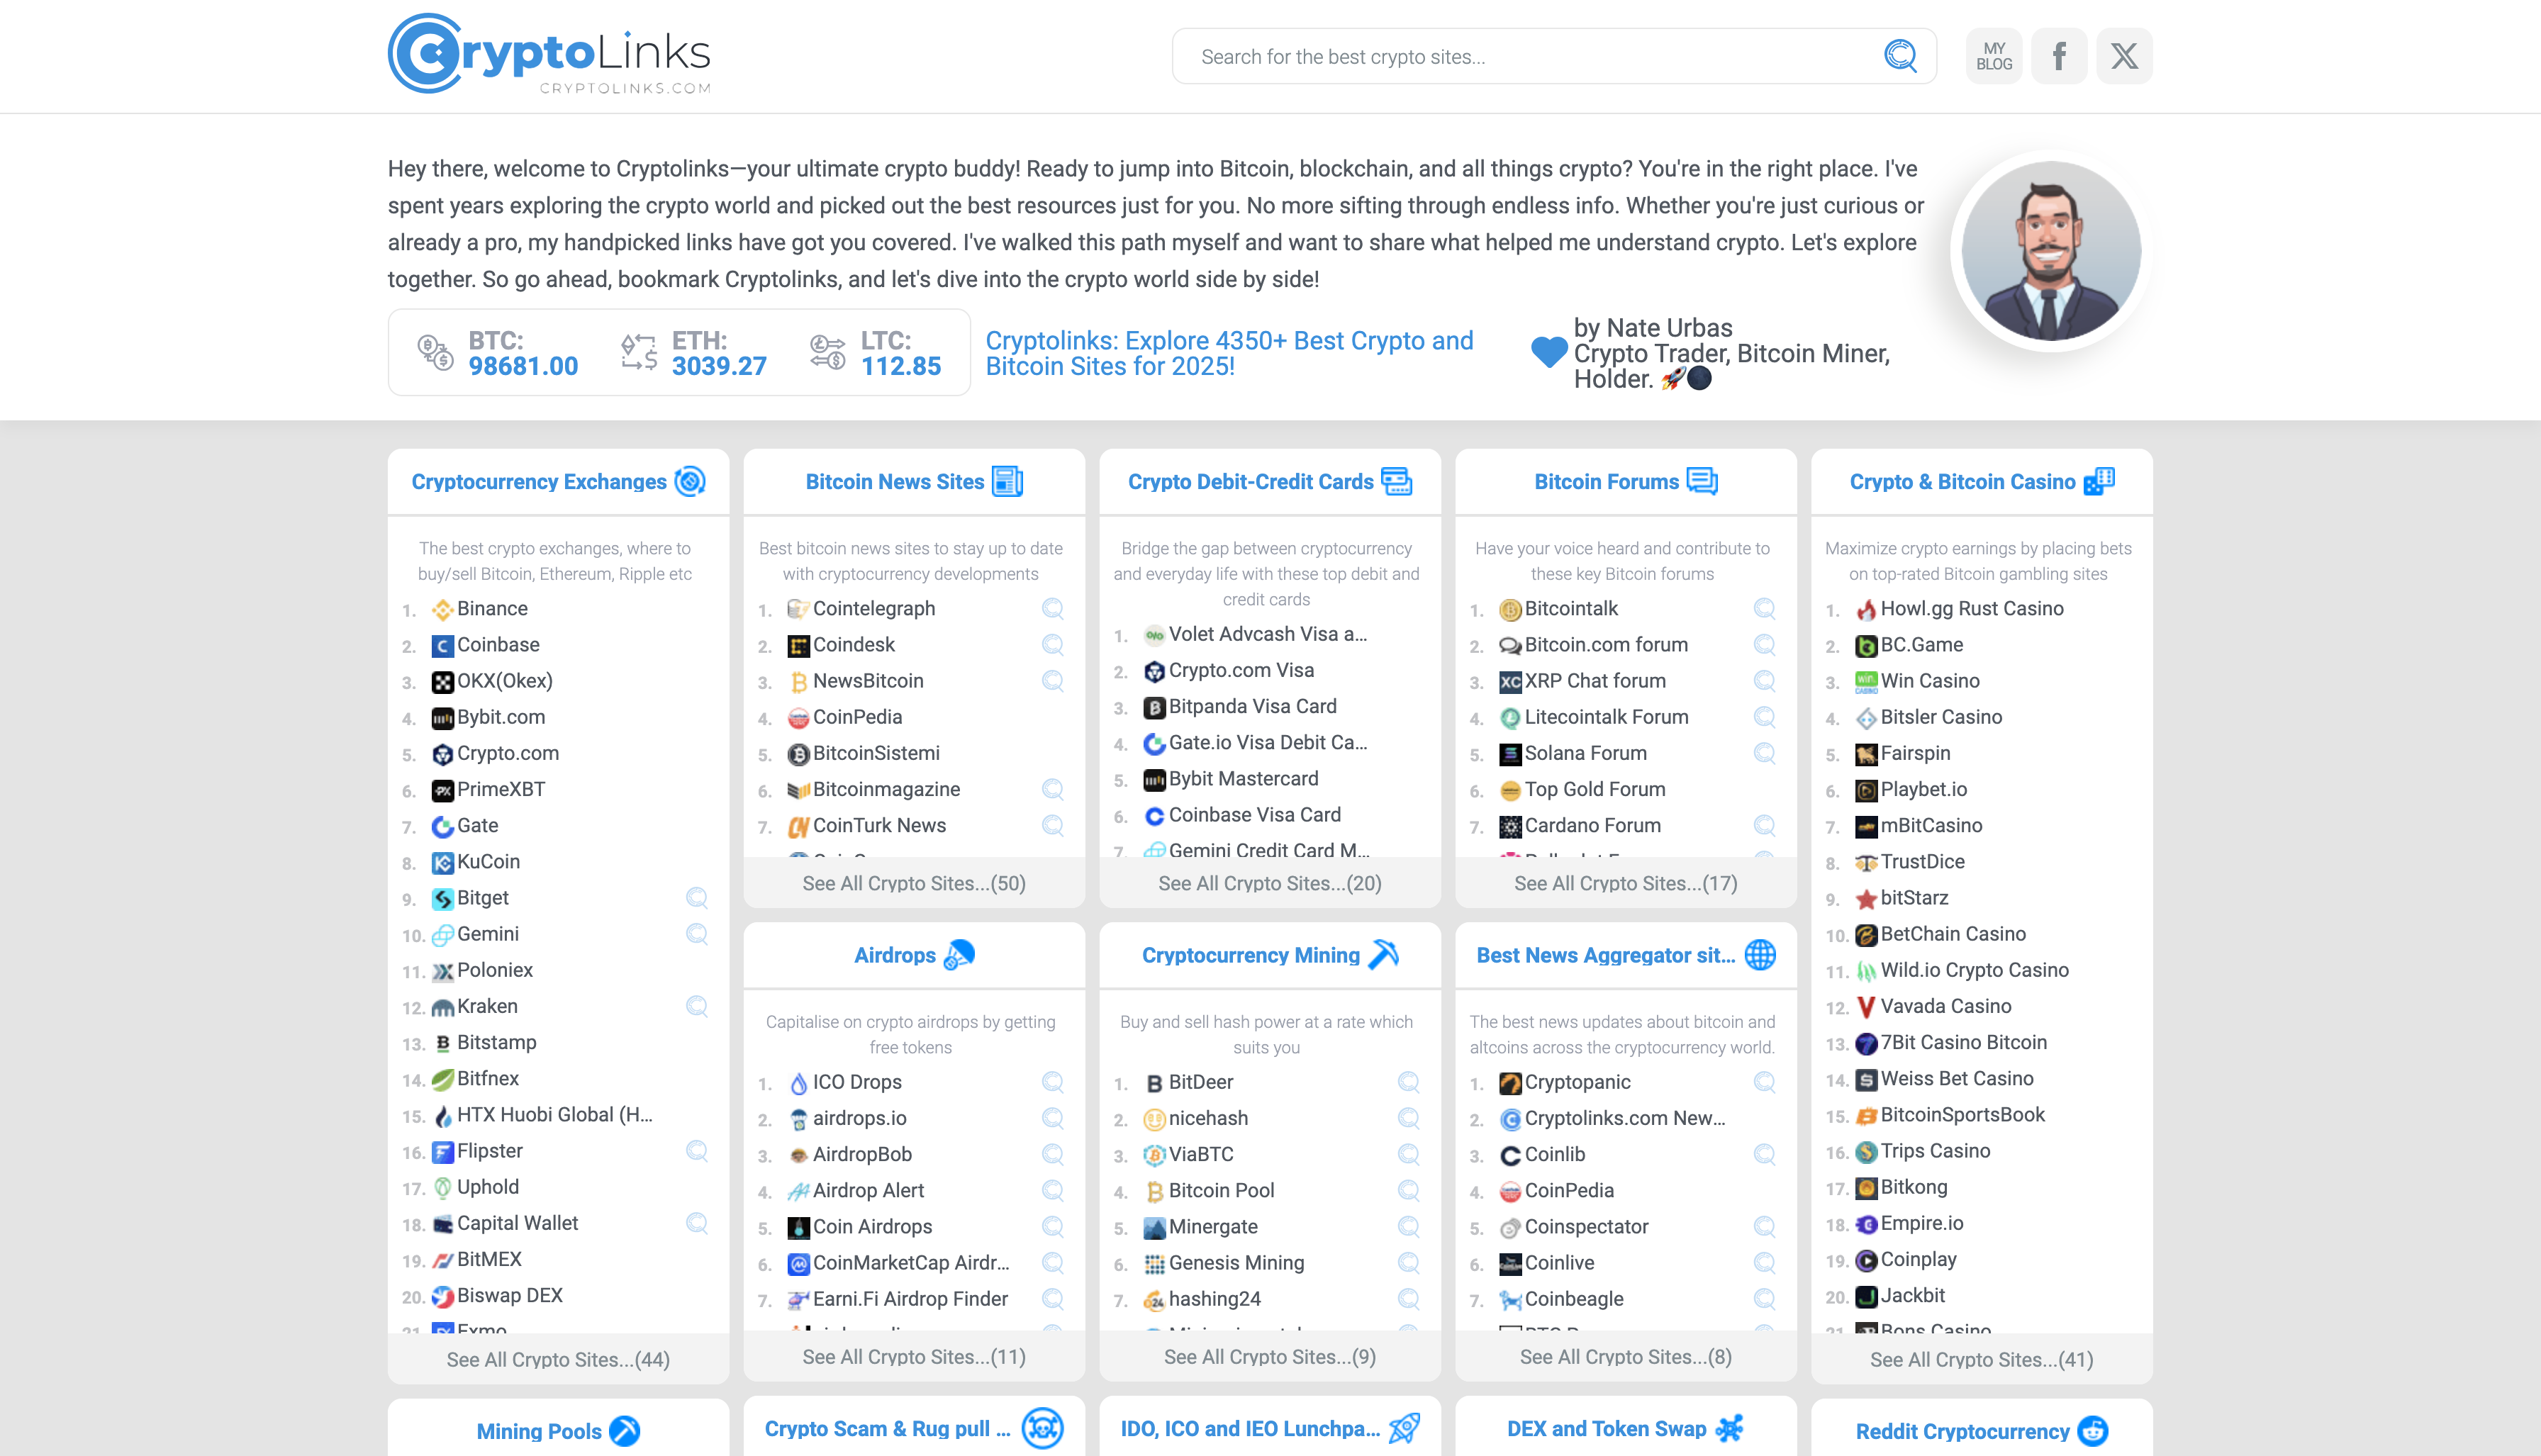 CryptoLinks
CRYPTOLINKS.COM
Search for the best crypto sites...
MY
BLOG
Hey there, welcome to Cryptolinks—your ultimate crypto buddy! Ready to jump into Bitcoin, blockchain, and all things crypto? You're in the right place. I've
spent years exploring the crypto world and picked out the best resources just for you. No more sifting through endless info. Whether you're just curious or
already a pro, my handpicked links have got you covered. I've walked this path myself and want to share what helped me understand crypto. Let's explore
together. So go ahead, bookmark Cryptolinks, and let's dive into the crypto world side by side!
BTC:
98681.00
ETH:
3039.27
LTC:
112.85
Cryptolinks: Explore 4350+ Best Crypto and
Bitcoin Sites for 2025!
by Nate Urbas
Crypto Trader, Bitcoin Miner,
Holder. 🚀🌑
Cryptocurrency Exchanges
The best crypto exchanges, where to
buy/sell Bitcoin, Ethereum, Ripple etc
1. Binance
2. Coinbase
3. OKX(Okex)
4. Bybit.com
5. Crypto.com
6. PrimeXBT
7. Gate
8. KuCoin
9. Bitget
10. Gemini
11. Poloniex
12. Kraken
13. Bitstamp
14. Bitfnex
15. HTX Huobi Global (H...
16. Flipster
17. Uphold
18. Capital Wallet
19. BitMEX
20. Biswap DEX
21. Exmo
See All Crypto Sites...(44)
Mining Pools
Bitcoin News Sites
Best bitcoin news sites to stay up to date
with cryptocurrency developments
1. Cointelegraph
2. Coindesk
3. NewsBitcoin
4. CoinPedia
5. BitcoinSistemi
6. Bitcoinmagazine
7. CoinTurk News
See All Crypto Sites...(50)
Airdrops
Capitalise on crypto airdrops by getting
free tokens
1. ICO Drops
2. airdrops.io
3. AirdropBob
4. Airdrop Alert
5. Coin Airdrops
6. CoinMarketCap Airdr...
7. Earni.Fi Airdrop Finder
See All Crypto Sites...(11)
Crypto Scam & Rug pull ...
Crypto Debit-Credit Cards
Bridge the gap between cryptocurrency
and everyday life with these top debit and
credit cards
1. Volet Advcash Visa a...
2. Crypto.com Visa
3. Bitpanda Visa Card
4. Gate.io Visa Debit Ca...
5. Bybit Mastercard
6. Coinbase Visa Card
7. Gemini Credit Card M...
See All Crypto Sites...(20)
Cryptocurrency Mining
Buy and sell hash power at a rate which
suits you
1. BitDeer
2. nicehash
3. ViaBTC
4. Bitcoin Pool
5. Minergate
6. Genesis Mining
7. hashing24
See All Crypto Sites...(9)
IDO, ICO and IEO Lunchpa...
Bitcoin Forums
Have your voice heard and contribute to
these key Bitcoin forums
1. Bitcointalk
2. Bitcoin.com forum
3. XRP Chat forum
4. Litecointalk Forum
5. Solana Forum
6. Top Gold Forum
7. Cardano Forum
See All Crypto Sites...(17)
Best News Aggregator sit...
The best news updates about bitcoin and
altcoins across the cryptocurrency world.
1. Cryptopanic
2. Cryptolinks.com New...
3. Coinlib
4. CoinPedia
5. Coinspectator
6. Coinlive
7. Coinbeagle
See All Crypto Sites...(8)
DEX and Token Swap
Crypto & Bitcoin Casino
Maximize crypto earnings by placing bets
on top-rated Bitcoin gambling sites
1. Howl.gg Rust Casino
2. BC.Game
3. Win Casino
4. Bitsler Casino
5. Fairspin
6. Playbet.io
7. mBitCasino
8. TrustDice
9. bitStarz
10. BetChain Casino
11. Wild.io Crypto Casino
12. Vavada Casino
13. 7Bit Casino Bitcoin
14. Weiss Bet Casino
15. BitcoinSportsBook
16. Trips Casino
17. Bitkong
18. Empire.io
19. Coinplay
20. Jackbit
21. Bons Casino
See All Crypto Sites...(41)
Reddit Cryptocurrency